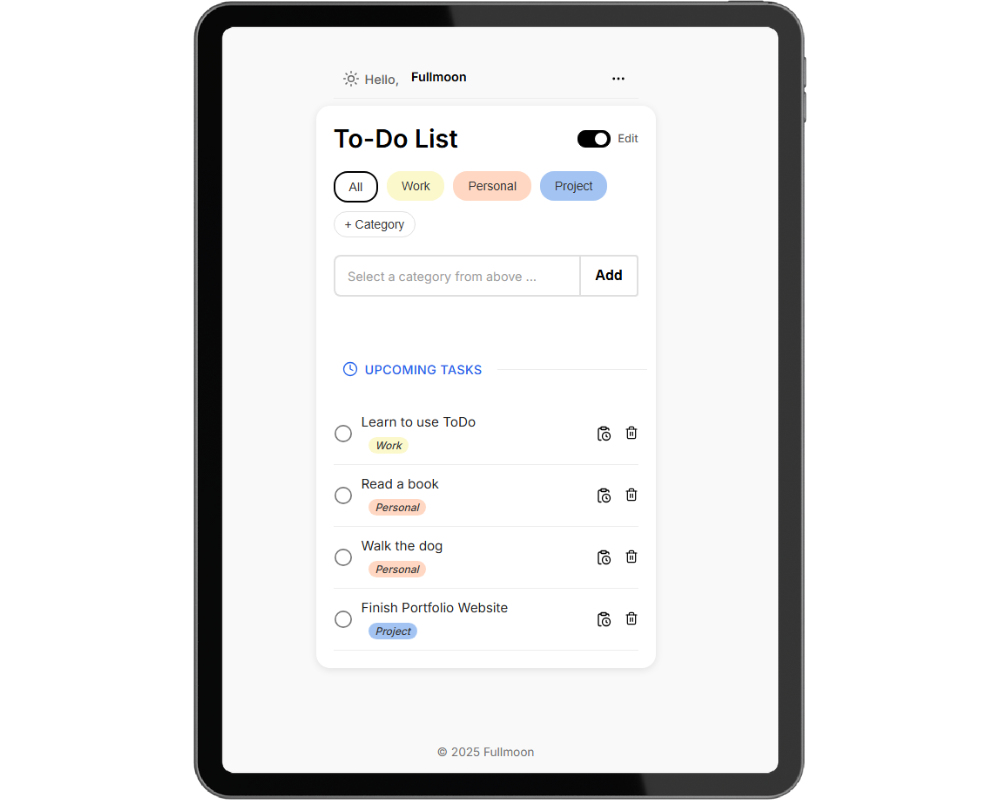 Hello, Fullmoon ...
To-Do List Edit
All Work Personal Project
+ Category
Select a category from above ... Add
UPCOMING TASKS
Learn to use ToDo
Work
Read a book
Personal
Walk the dog
Personal
Finish Portfolio Website
Project
© 2025 Fullmoon